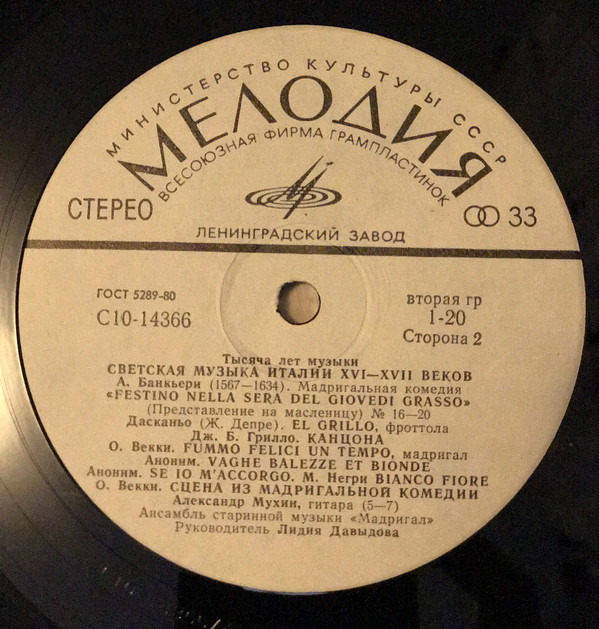 МИНИСТЕРСТВО КУЛЬТУРЫ СССР
МЕЛОДИЯ
ВСЕСОЮЗНАЯ ФИРМА ГРАМПЛАСТИНОК
СТЕРЕО
33
ЛЕНИНГРАДСКИЙ ЗАВОД
ГОСТ 5289-80
С10-14366
вторая гр
1-20
Сторона 2
Тысяча лет музыки
СВЕТСКАЯ МУЗЫКА ИТАЛИИ XVI—XVII ВЕКОВ
А. Банкьери (1567—1634). Мадригальная комедия
«FESTINO NELLA SERA DEL GIOVEDI GRASSO»
(Представление на масленицу) № 16—20
Дасканьо (Ж. Депре). EL GRILLO, фроттола
Дж. Б. Грилло. КАНЦОНА
О. Векки. FUMMO FELICI UN TEMPO, мадригал
Аноним. VAGHE BALEZZE ET BIONDE
Аноним. SE IO M'ACCORGO. М. Негри BIANCO FIORE
О. Векки. СЦЕНА ИЗ МАДРИГАЛЬНОЙ КОМЕДИИ
Александр Мухин, гитара (5—7)
Ансамбль старинной музыки «Мадригал»
Руководитель Лидия Давыдова